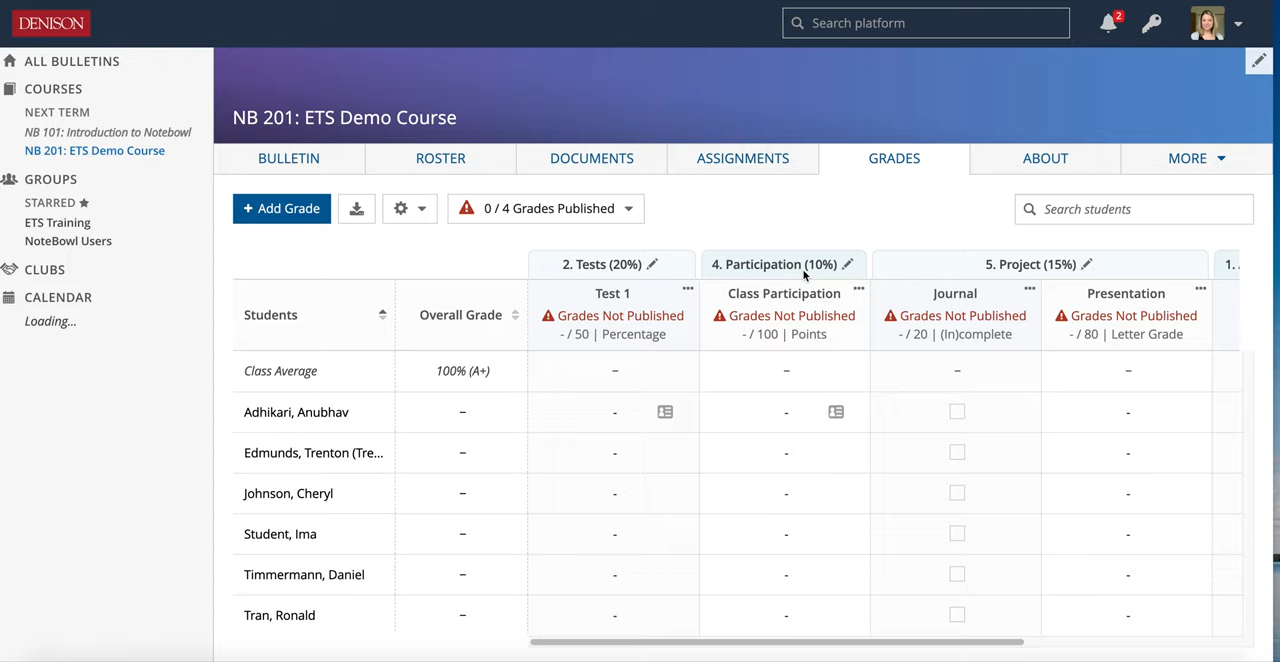 DENISON
Search platform
2
ALL BULLETINS
COURSES
NEXT TERM
NB 101: Introduction to Notebowl
NB 201: ETS Demo Course
GROUPS
STARRED
ETS Training
NoteBowl Users
CLUBS
CALENDAR
Loading...
NB 201: ETS Demo Course
BULLETIN ROSTER DOCUMENTS ASSIGNMENTS GRADES ABOUT MORE
+ Add Grade 0 / 4 Grades Published Search students
2. Tests (20%) 4. Participation (10%) 5. Project (15%) 1.
Students Overall Grade
Test 1 Class Participation Journal Presentation
Grades Not Published Grades Not Published Grades Not Published Grades Not Published
- / 50 | Percentage - / 100 | Points - / 20 | (In)complete - / 80 | Letter Grade
Class Average 100% (A+) – – – –
Adhikari, Anubhav – - - -
Edmunds, Trenton (Tre... – - - -
Johnson, Cheryl – - - -
Student, Ima – - - -
Timmermann, Daniel – - - -
Tran, Ronald – - - -